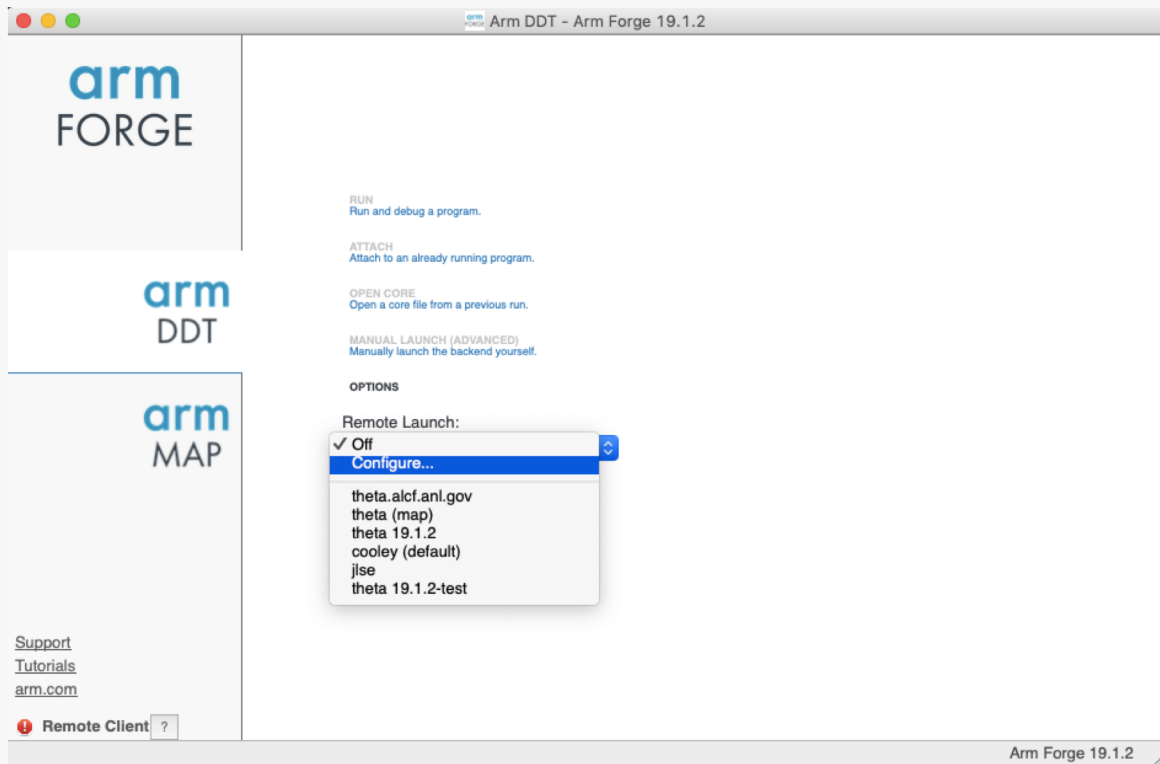 arm FORGE Arm DDT - Arm Forge 19.1.2
arm
FORGE
arm
DDT
arm
MAP
Support
Tutorials
arm.com
Remote Client ?
RUN
Run and debug a program.
ATTACH
Attach to an already running program.
OPEN CORE
Open a core file from a previous run.
MANUAL LAUNCH (ADVANCED)
Manually launch the backend yourself.
OPTIONS
Remote Launch:
✓ Off
Configure...
theta.alcf.anl.gov
theta (map)
theta 19.1.2
cooley (default)
jlse
theta 19.1.2-test
Arm Forge 19.1.2